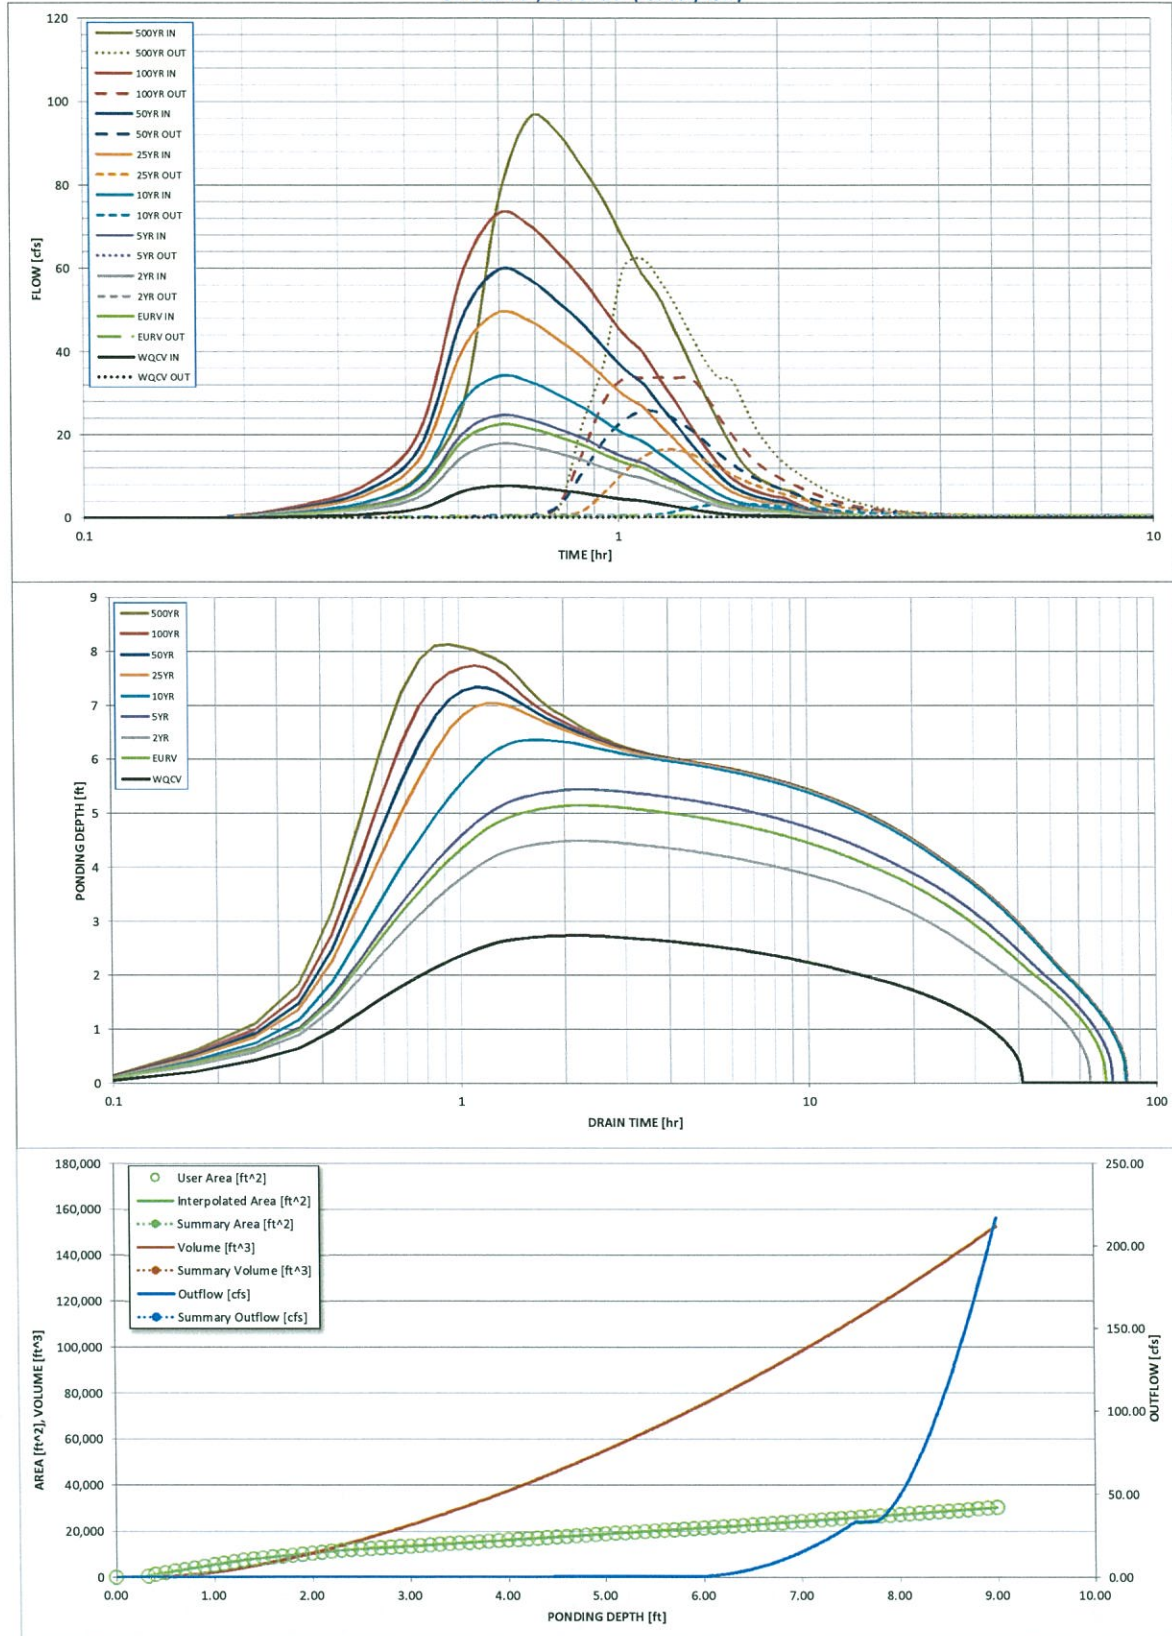 120
100
80
60
40
20
0
FLOW [cfs]
500YR IN
500YR OUT
100YR IN
100YR OUT
50YR IN
50YR OUT
25YR IN
25YR OUT
10YR IN
10YR OUT
5YR IN
5YR OUT
2YR IN
2YR OUT
EURV IN
EURV OUT
WQCV IN
WQCV OUT
0.1
1
10
TIME [hr]
9
8
7
6
5
4
3
2
1
0
PONDING DEPTH [ft]
500YR
100YR
50YR
25YR
10YR
5YR
2YR
EURV
WQCV
0.1
1
10
100
DRAIN TIME [hr]
180,000
160,000
140,000
120,000
100,000
80,000
60,000
40,000
20,000
0
AREA [ft^2], VOLUME [ft^3]
User Area [ft^2]
Interpolated Area [ft^2]
Summary Area [ft^2]
Volume [ft^3]
Summary Volume [ft^3]
Outflow [cfs]
Summary Outflow [cfs]
250.00
200.00
150.00
100.00
50.00
0.00
OUTFLOW [cfs]
0.00
1.00
2.00
3.00
4.00
5.00
6.00
7.00
8.00
9.00
10.00
PONDING DEPTH [ft]